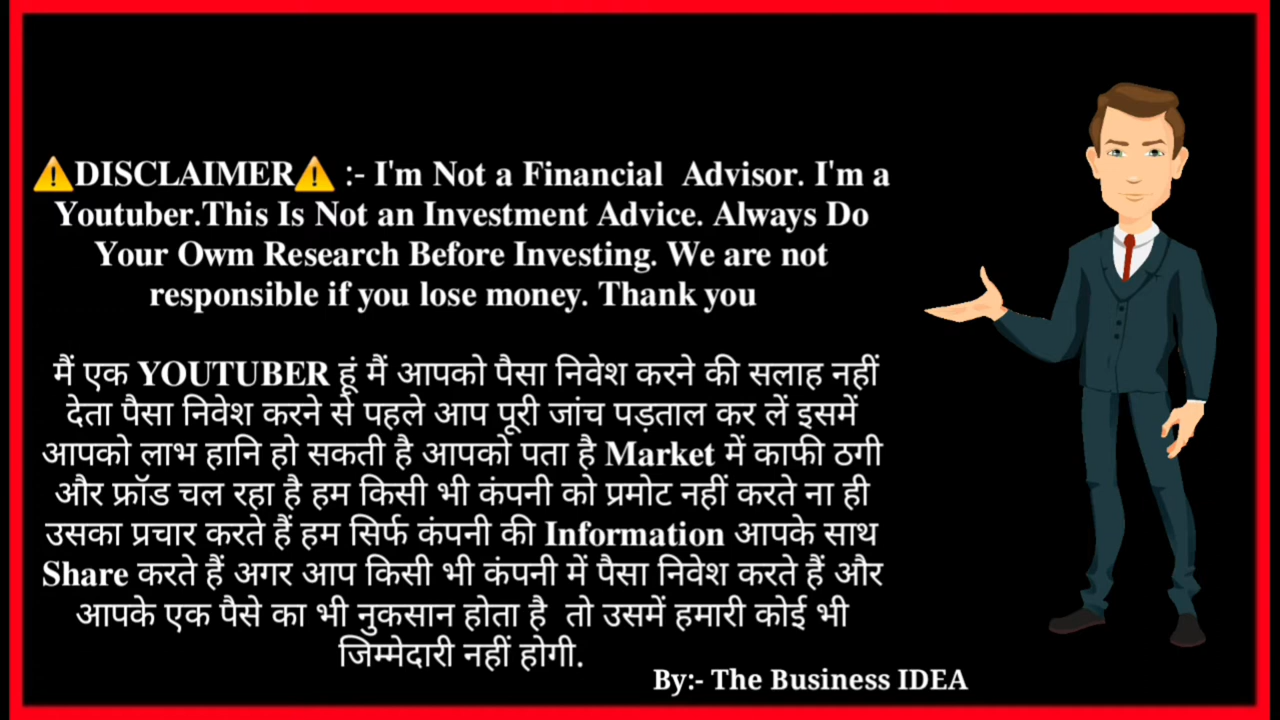 ⚠️DISCLAIMER⚠️ :- I'm Not a Financial Advisor. I'm a
Youtuber.This Is Not an Investment Advice. Always Do
Your Owm Research Before Investing. We are not
responsible if you lose money. Thank you
मैं एक YOUTUBER हूं मैं आपको पैसा निवेश करने की सलाह नहीं
देता पैसा निवेश करने से पहले आप पूरी जांच पड़ताल कर लें इसमें
आपको लाभ हानि हो सकती है आपको पता है Market में काफी ठगी
और फ्रॉड चल रहा है हम किसी भी कंपनी को प्रमोट नहीं करते ना ही
उसका प्रचार करते हैं हम सिर्फ कंपनी की Information आपके साथ
Share करते हैं अगर आप किसी भी कंपनी में पैसा निवेश करते हैं और
आपके एक पैसे का भी नुकसान होता है तो उसमें हमारी कोई भी
जिम्मेदारी नहीं होगी.
By:- The Business IDEA